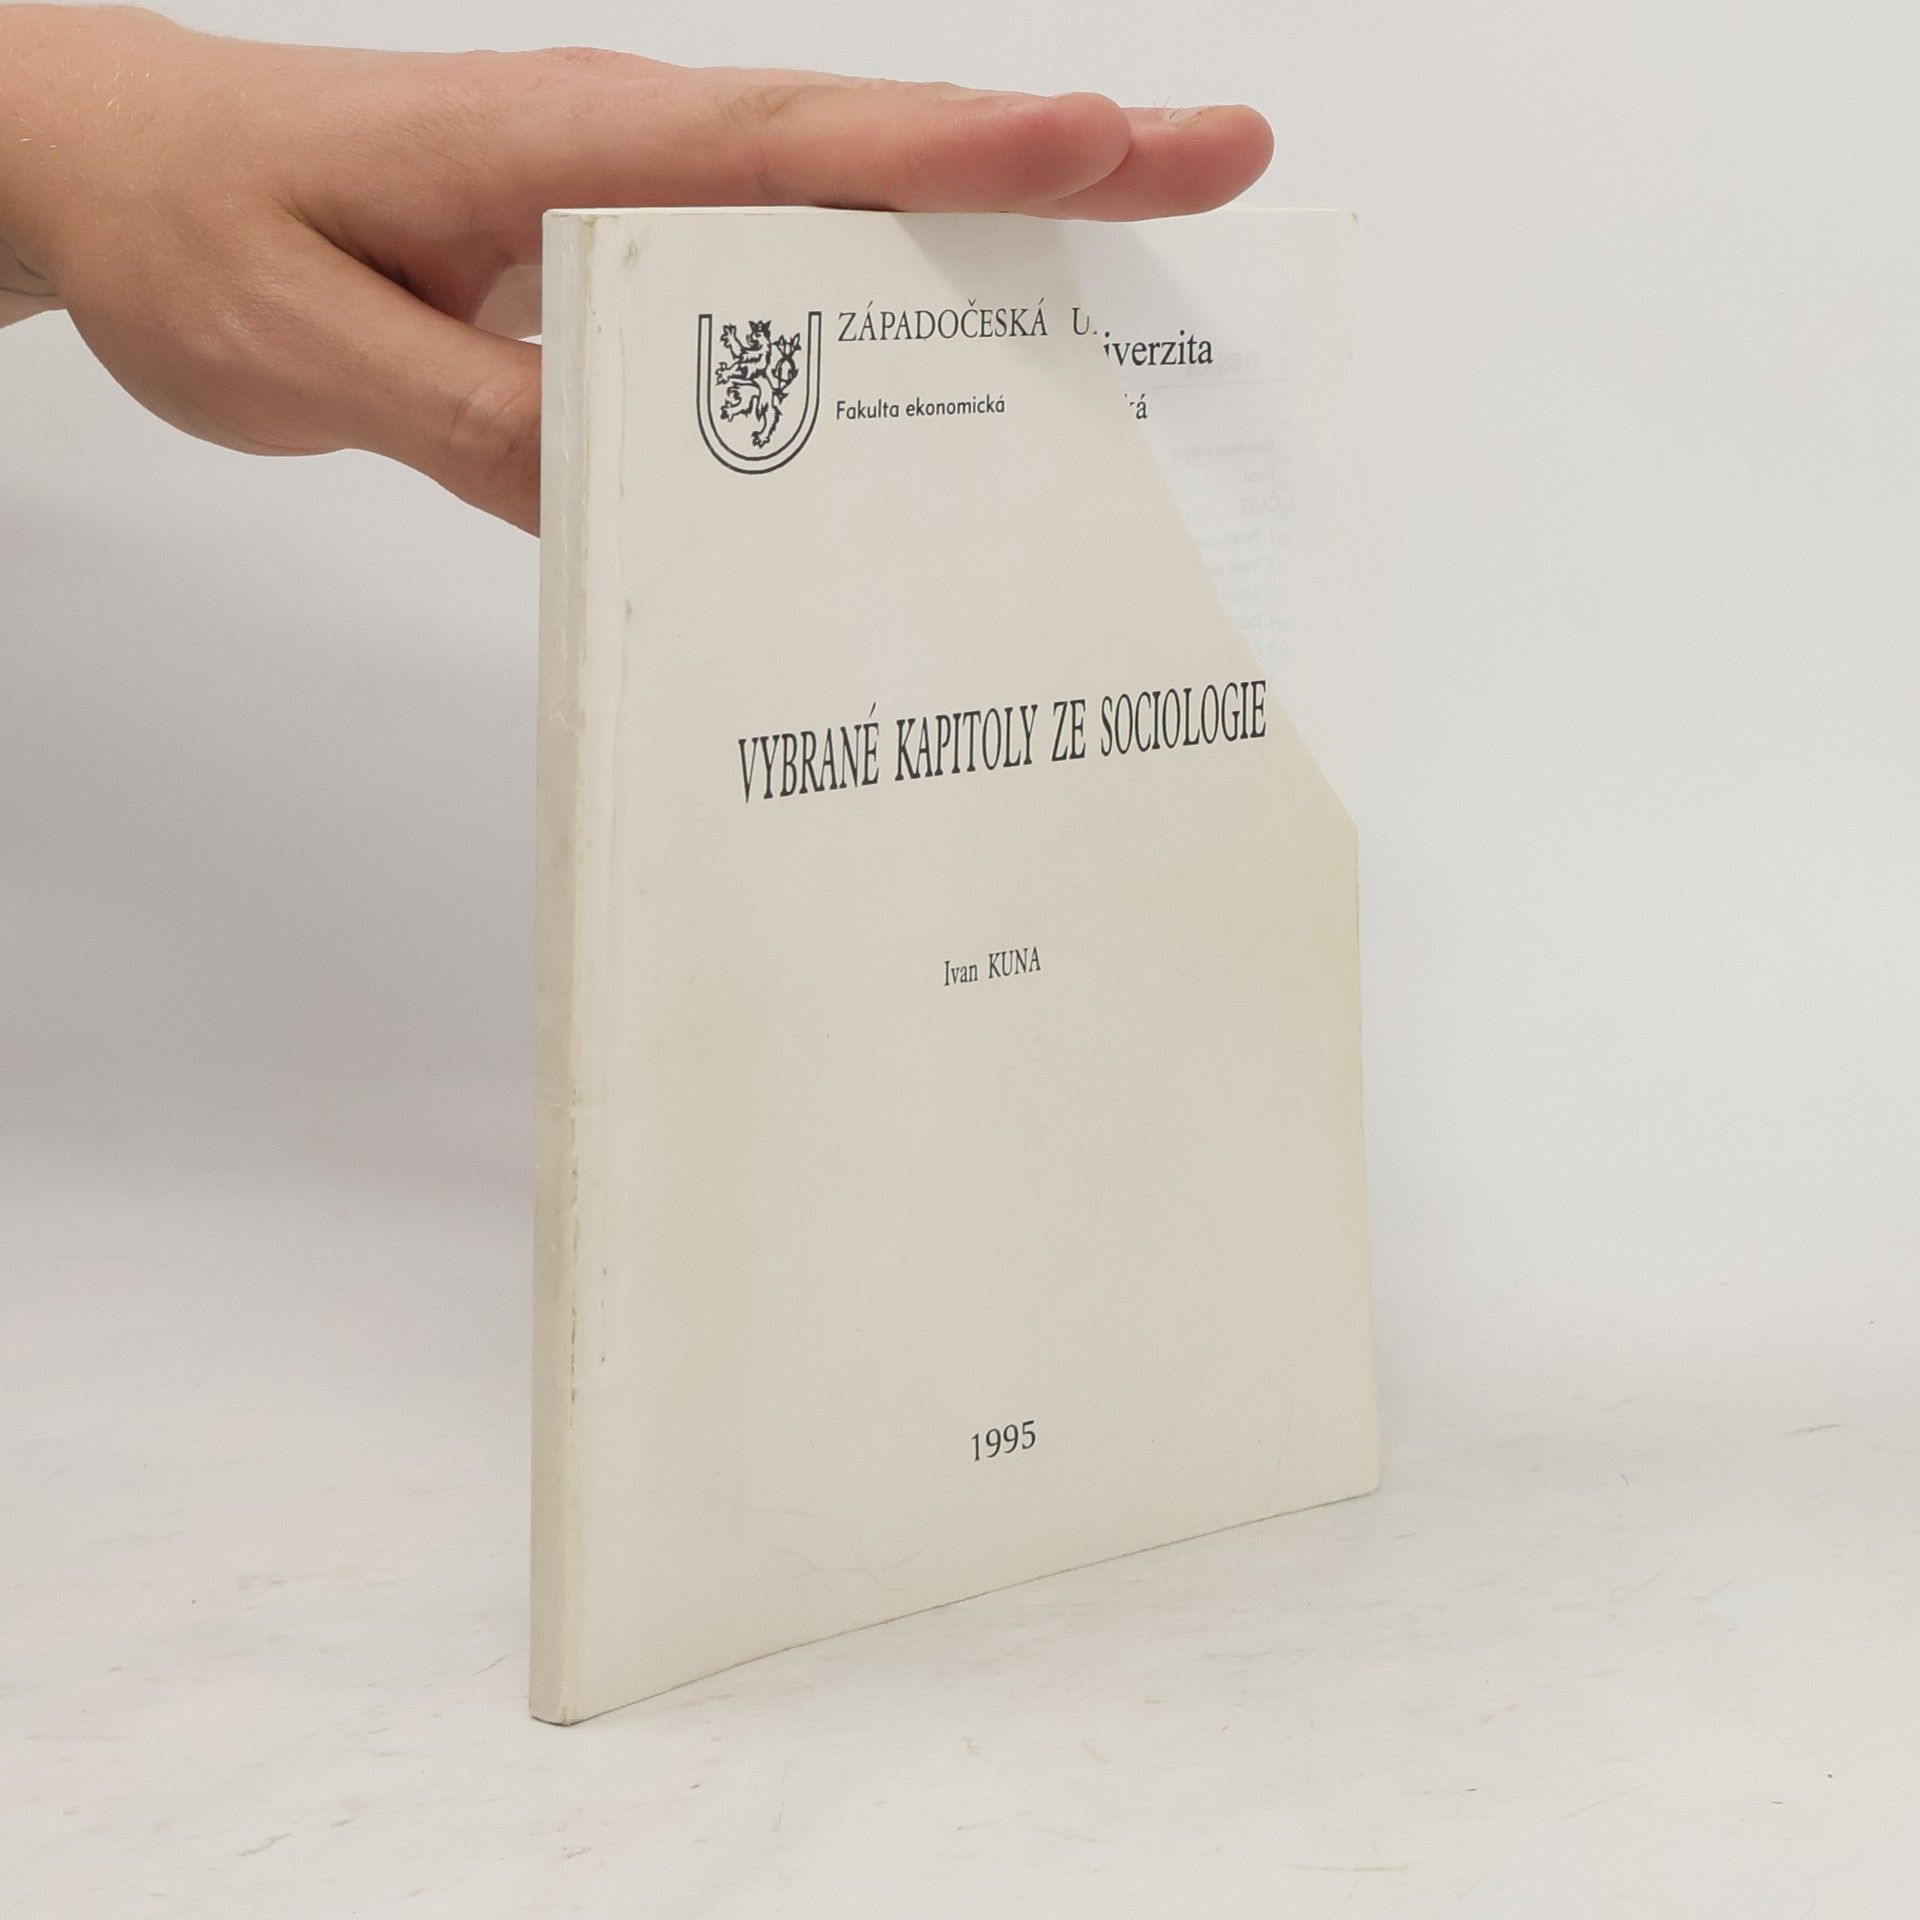 ZÁPADOČESKÁ
iverzita
Fakulta ekonomická
VYBRANÉ KAPITOLY ZE SOCIOLOGIE
Ivan KUNA
1995